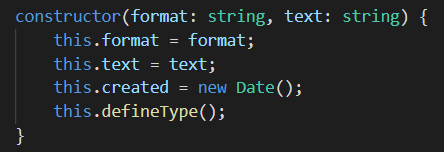 constructor(format: string, text: string) {
this.format = format;
this.text = text;
this.created = new Date();
this.defineType();
}